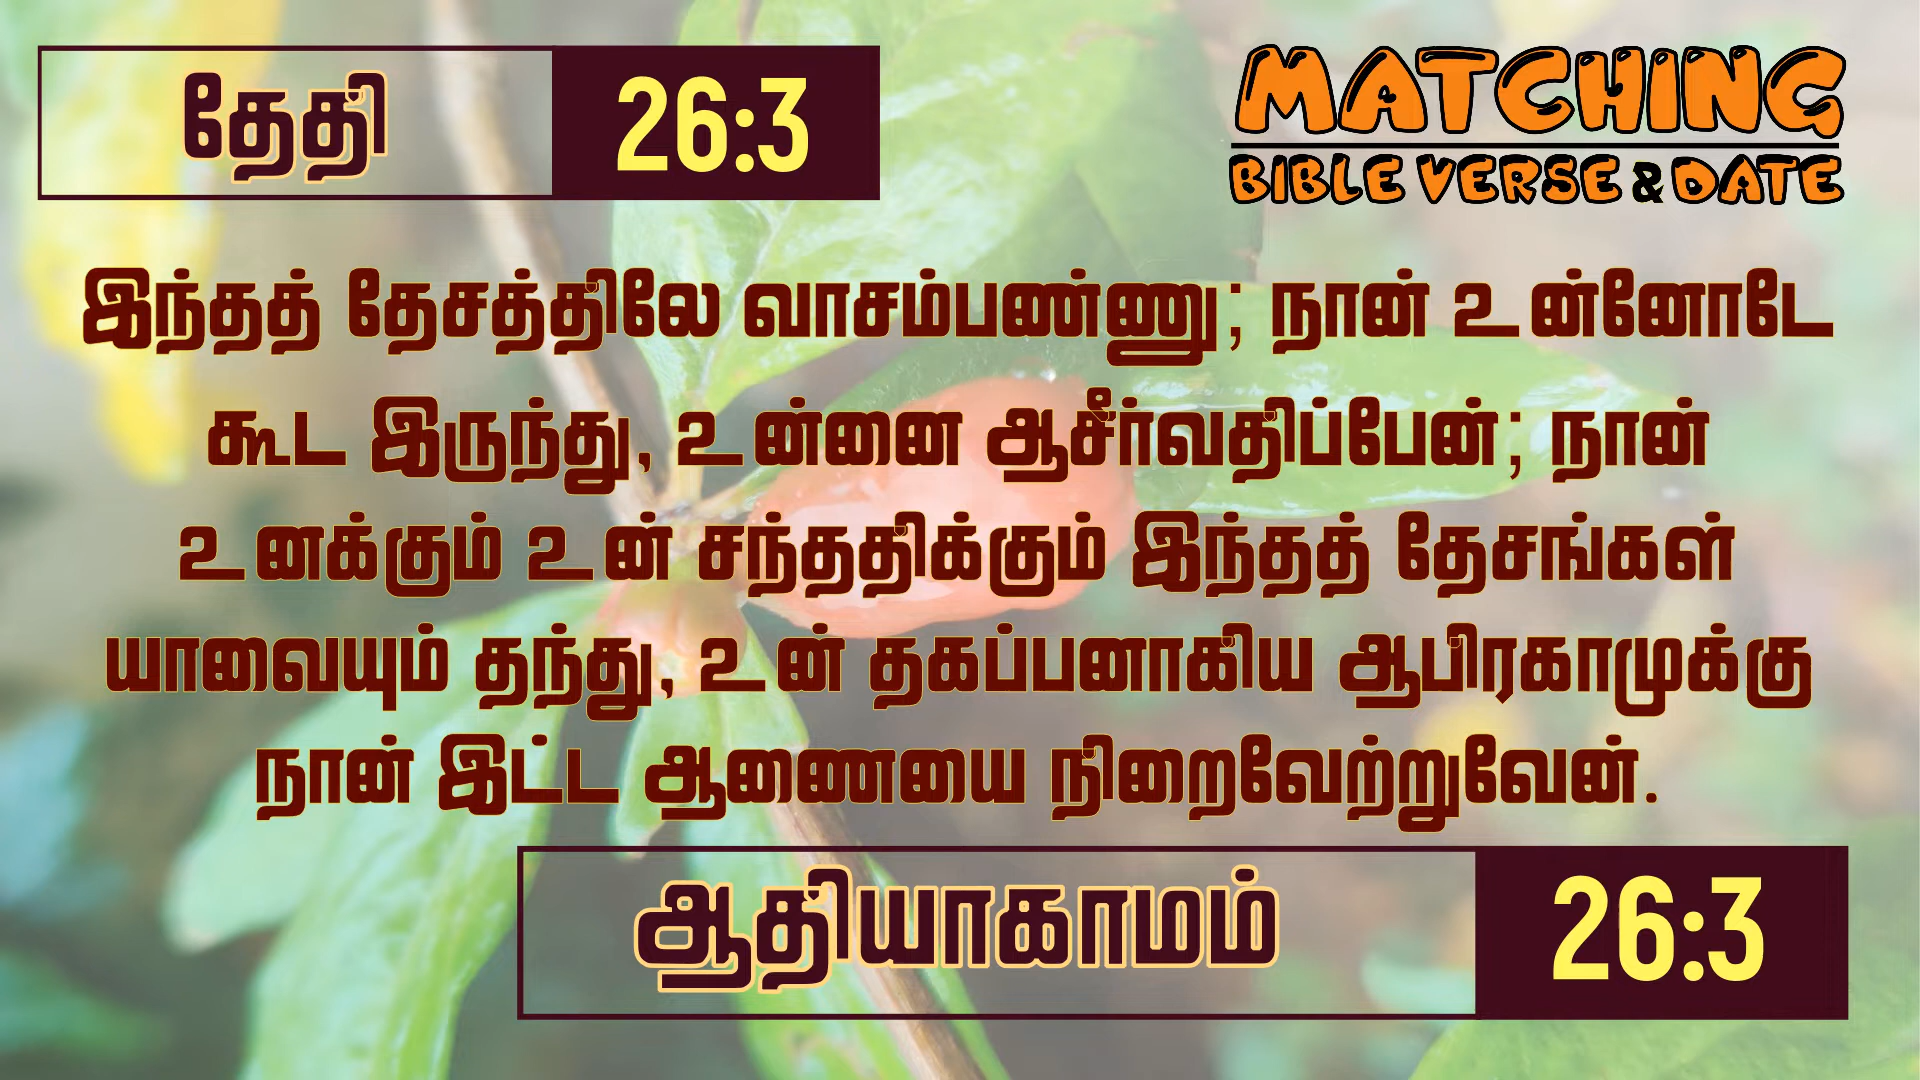 தேதி 26:3
MATCHING
BIBLE VERSE & DATE
இந்தத் தேசத்திலே வாசம்பண்ணு; நான் உன்னோடே
கூட இருந்து, உன்னை ஆசீர்வதிப்பேன்; நான்
உனக்கும் உன் சந்ததிக்கும் இந்தத் தேசங்கள்
யாவையும் தந்து, உன் தகப்பனாகிய ஆபிரகாமுக்கு
நான் இட்ட ஆணையை நிறைவேற்றுவேன்.
ஆதியாகாமம் 26:3